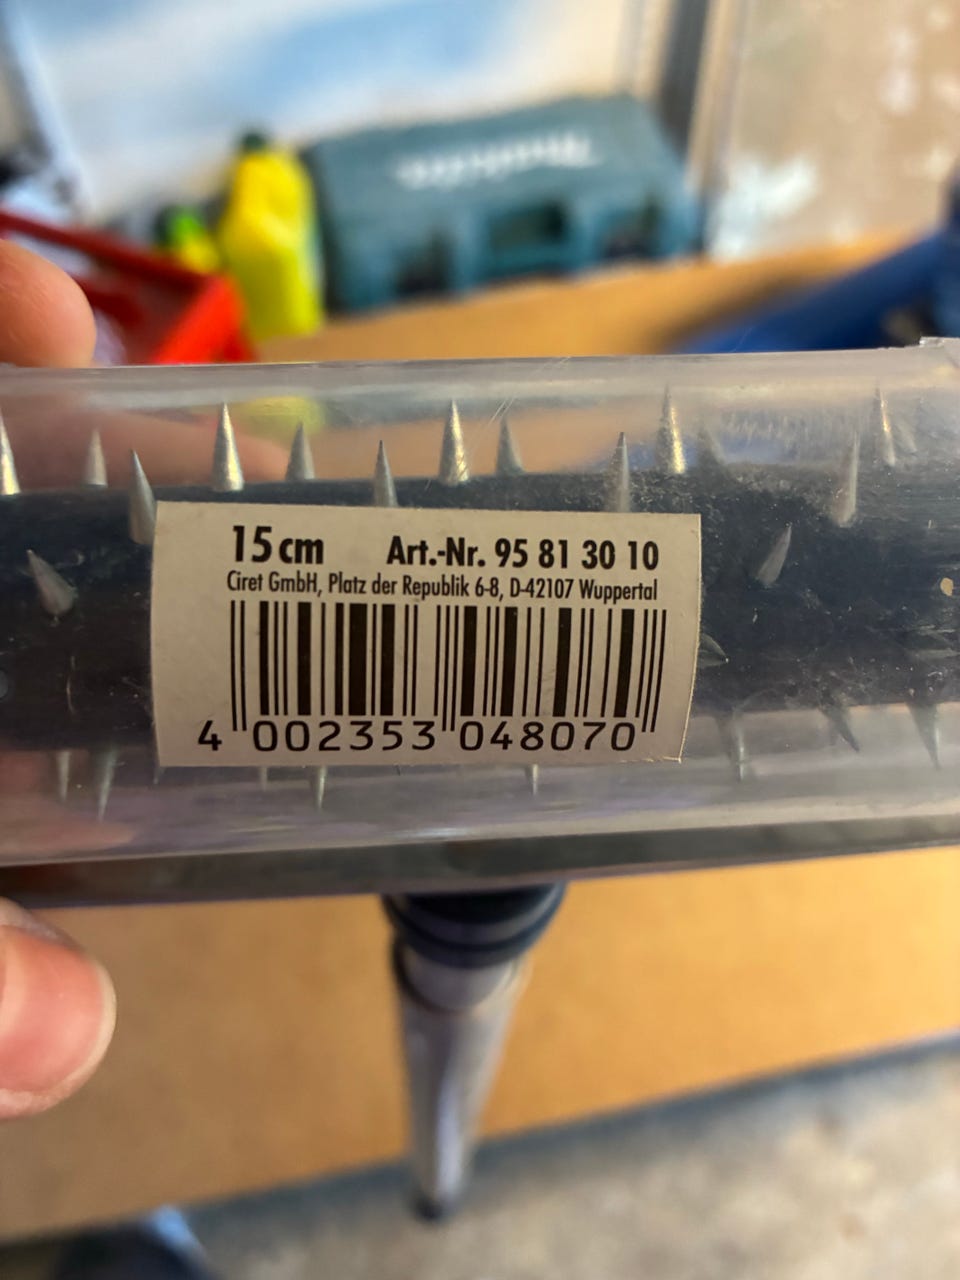 15 cm Art.-Nr. 95 81 30 10
Ciret GmbH, Platz der Republik 6-8, D-42107 Wuppertal
4 002353 048070